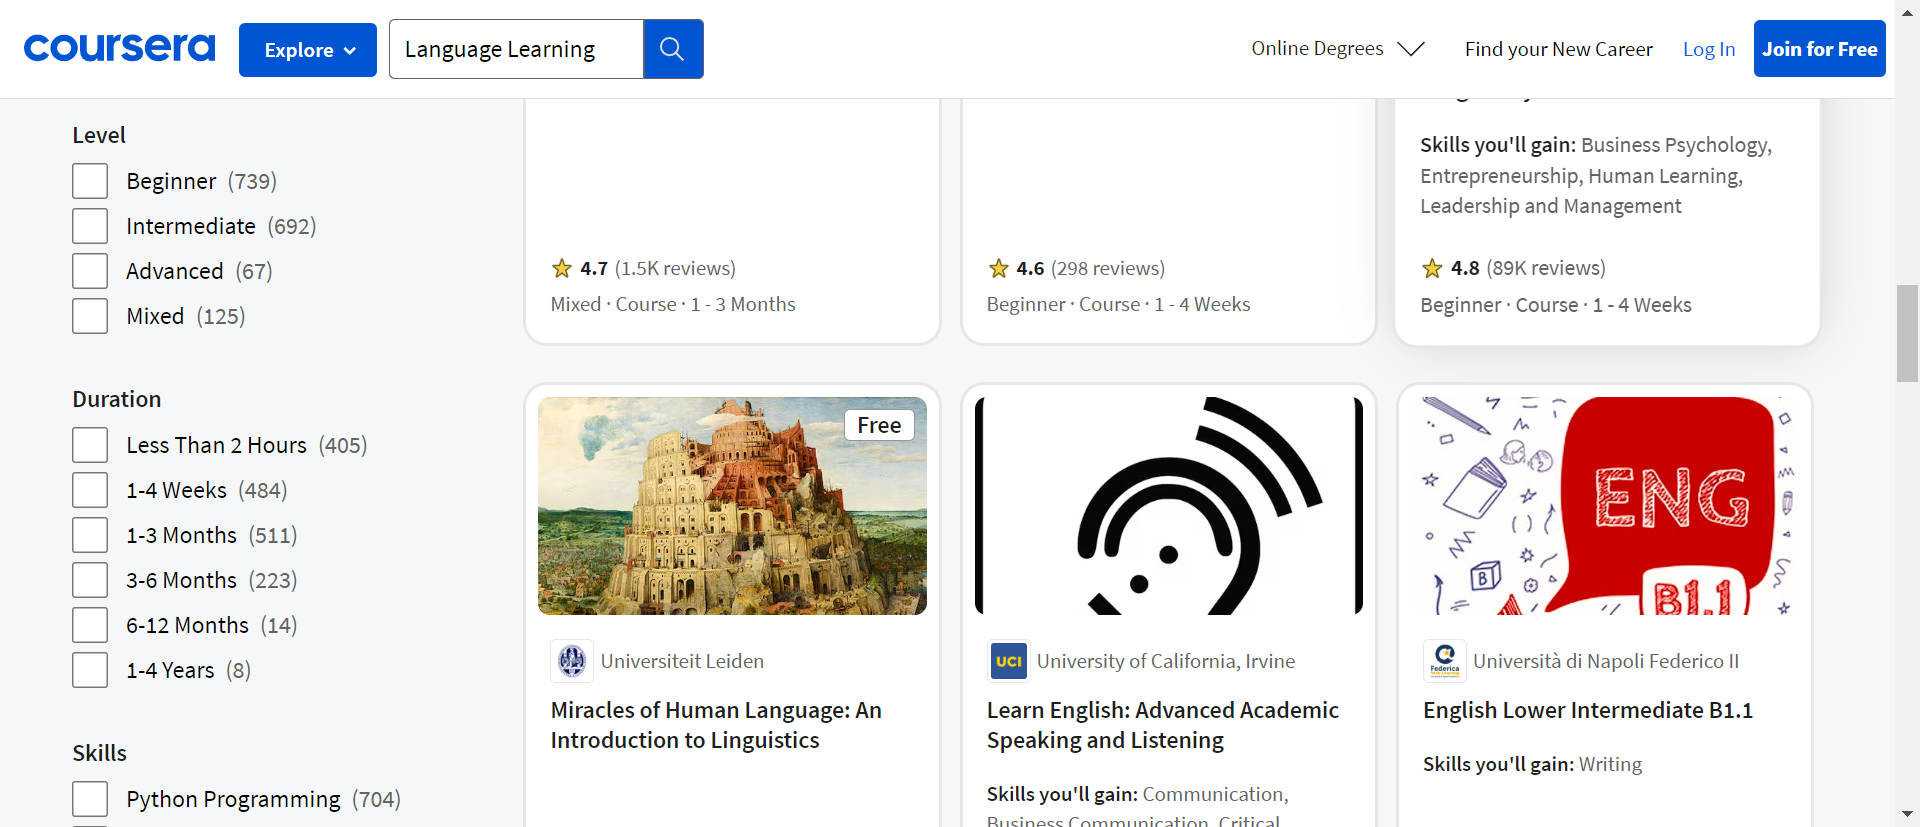 coursera
Explore
Language Learning
Online Degrees
Find your New Career
Log In
Join for Free
Level
Beginner (739)
Intermediate (692)
Advanced (67)
Mixed (125)
Duration
Less Than 2 Hours (405)
1-4 Weeks (484)
1-3 Months (511)
3-6 Months (223)
6-12 Months (14)
1-4 Years (8)
Skills
Python Programming (704)
4.7 (1.5K reviews)
Mixed · Course · 1 - 3 Months
4.6 (298 reviews)
Beginner · Course · 1 - 4 Weeks
Skills you'll gain: Business Psychology,
Entrepreneurship, Human Learning,
Leadership and Management
4.8 (89K reviews)
Beginner · Course · 1 - 4 Weeks
Free
Universiteit Leiden
Miracles of Human Language: An
Introduction to Linguistics
UCI
University of California, Irvine
Learn English: Advanced Academic
Speaking and Listening
Skills you'll gain: Communication,
Business Communication, Critical
ENG
B1.1
B
Federica
Università di Napoli Federico II
English Lower Intermediate B1.1
Skills you'll gain: Writing